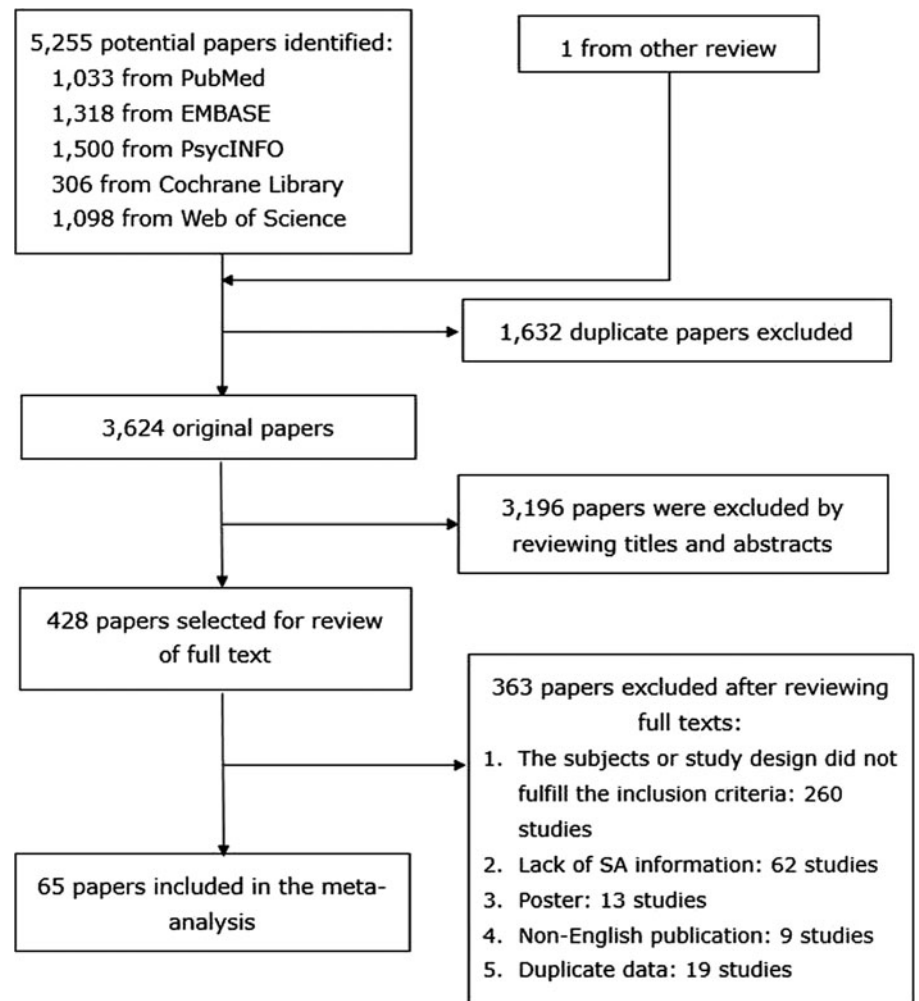 5,255 potential papers identified:
1,033 from PubMed
1,318 from EMBASE
1,500 from PsycINFO
306 from Cochrane Library
1,098 from Web of Science
1 from other review
1,632 duplicate papers excluded
3,624 original papers
3,196 papers were excluded by
reviewing titles and abstracts
428 papers selected for review
of full text
363 papers excluded after reviewing
full texts:
1. The subjects or study design did not
fulfill the inclusion criteria: 260
studies
2. Lack of SA information: 62 studies
3. Poster: 13 studies
4. Non-English publication: 9 studies
5. Duplicate data: 19 studies
65 papers included in the meta-
analysis